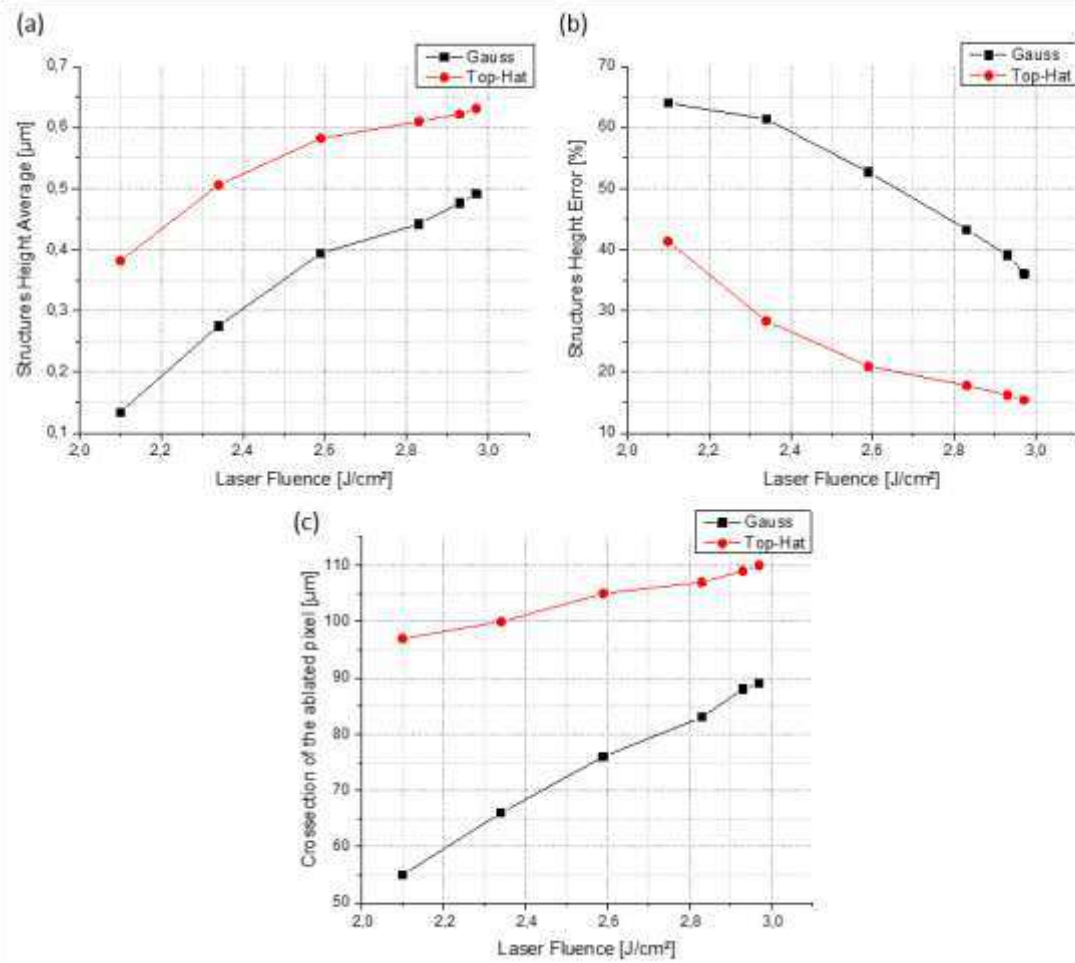 (a)
Gauss
Top-Hat
Structures Height Average [µm]
0,7
0,6
0,5
0,4
0,3
0,2
0,1
2,0
2,2
2,4
2,6
2,8
3,0
Laser Fluence [J/cm²]
(b)
Gauss
Top-Hat
Structures Height Error [%]
70
60
50
40
30
20
10
2,0
2,2
2,4
2,6
2,8
3,0
Laser Fluence [J/cm²]
(c)
Gauss
Top-Hat
Crossection of the ablated pixel [µm]
110
100
90
80
70
60
50
2,0
2,2
2,4
2,6
2,8
3,0
Laser Fluence [J/cm²]